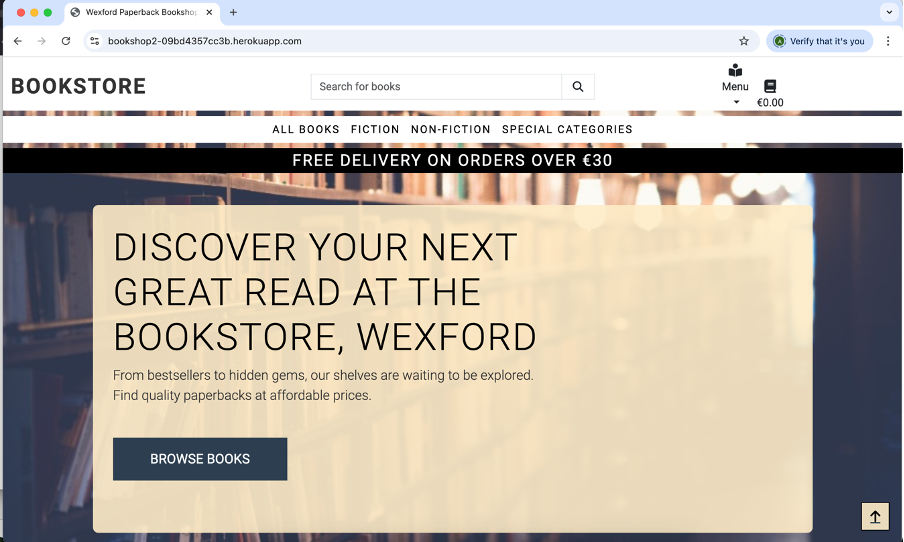 Wexford Paperback Bookshop
bookshop2-09bd4357cc3b.herokuapp.com
Verify that it's you
BOOKSTORE
Search for books
Menu
€0.00
ALL BOOKS FICTION NON-FICTION SPECIAL CATEGORIES
FREE DELIVERY ON ORDERS OVER €30
DISCOVER YOUR NEXT
GREAT READ AT THE
BOOKSTORE, WEXFORD
From bestsellers to hidden gems, our shelves are waiting to be explored.
Find quality paperbacks at affordable prices.
BROWSE BOOKS